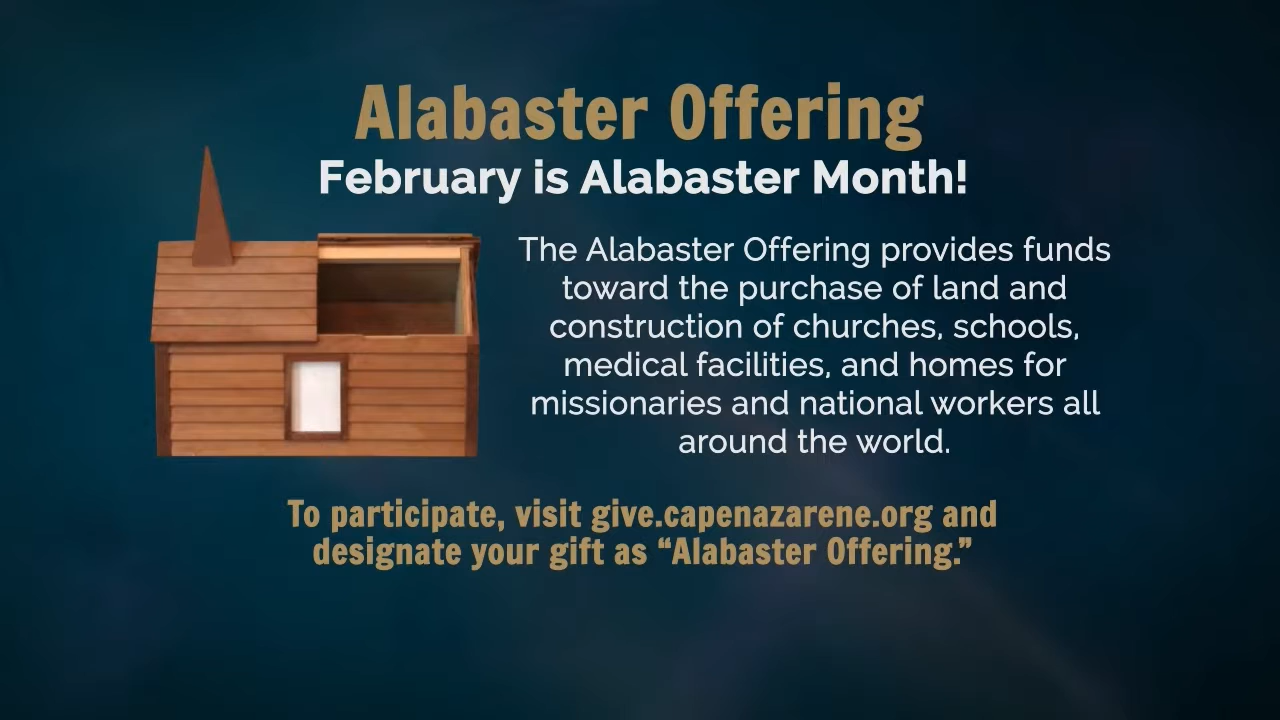 Alabaster Offering
February is Alabaster Month!
The Alabaster Offering provides funds
toward the purchase of land and
construction of churches, schools,
medical facilities, and homes for
missionaries and national workers all
around the world.
To participate, visit give.capenazarene.org and
designate your gift as “Alabaster Offering.”